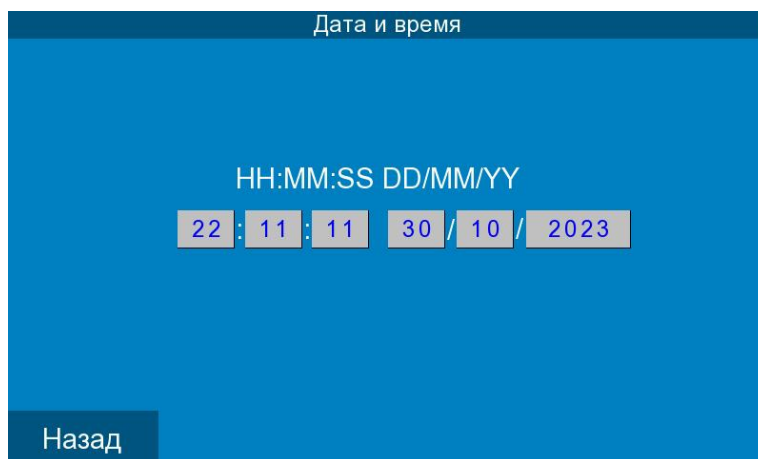 Дата и время
HH:MM:SS DD/MM/YY
22 : 11 : 11 30 / 10 / 2023
Назад